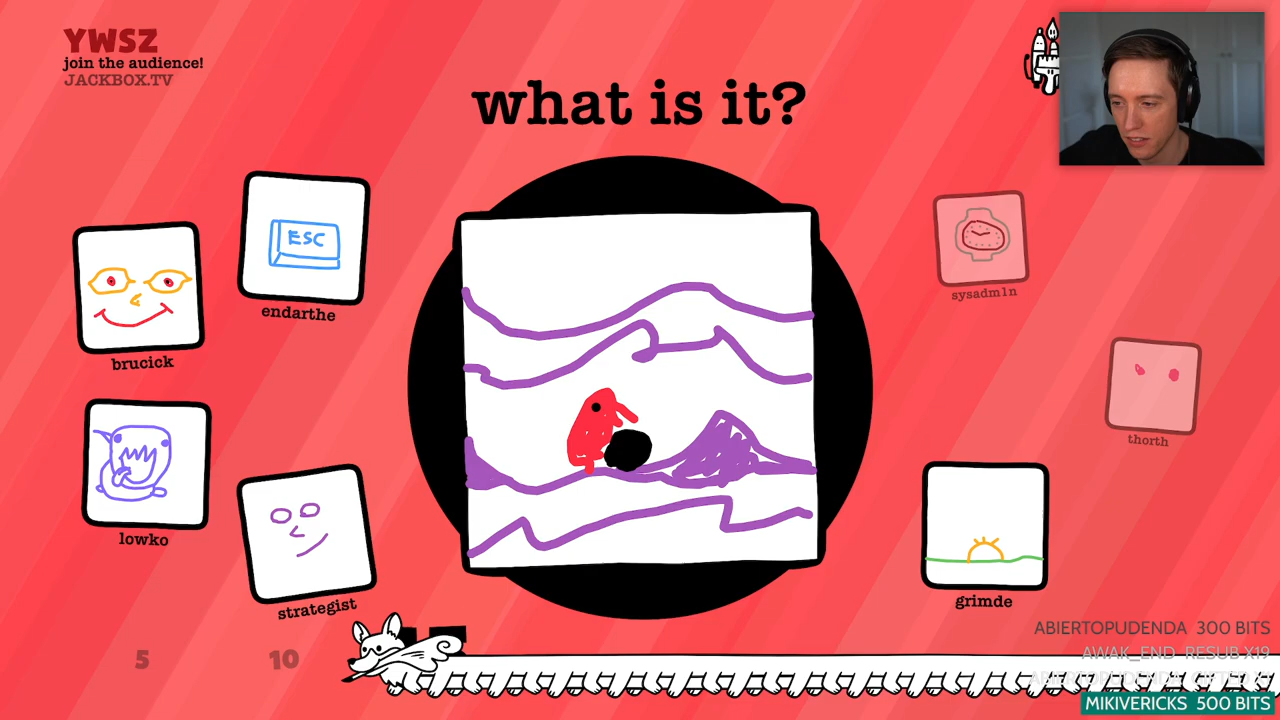 YWSZ
join the audience!
JACKBOX.TV
what is it?
ESC
endarthe
brucick
lowko
strategist
sysadm1n
thorth
grimde
5
10
ABIERTOPUDENDA 300 BITS
AWAK_END RESUB X19
MIKIVERICKS 500 BITS